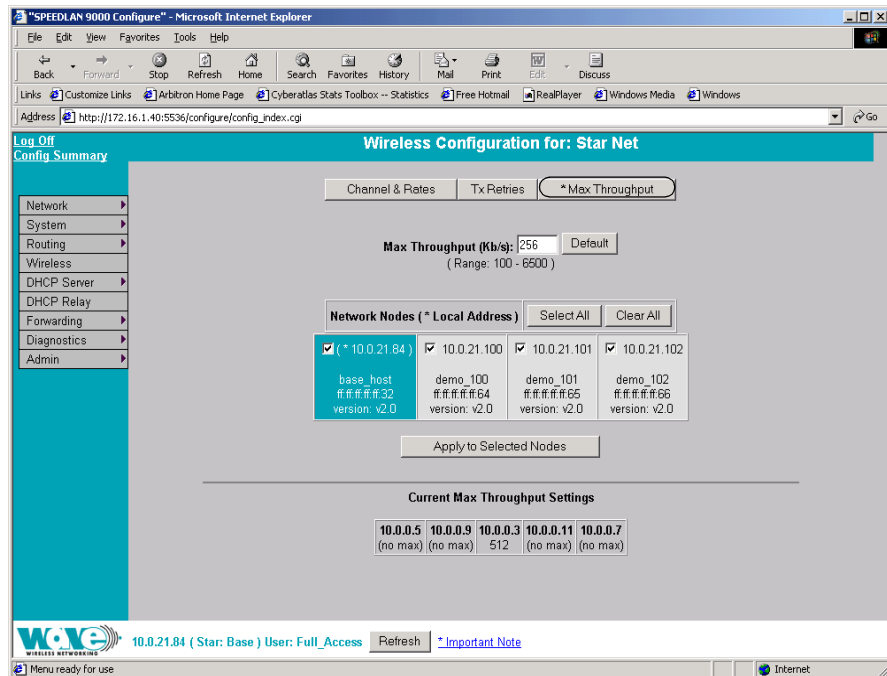 "SPEEDLAN 9000 Configure" - Microsoft Internet Explorer
File Edit View Favorites Tools Help
Back Forward Stop Refresh Home Search Favorites History Mail Print Edit Discuss
Links Customize Links Arbitron Home Page Cyberatlas Stats Toolbox -- Statistics Free Hotmail RealPlayer Windows Media Windows
Address http://172.16.1.40:5536/configure/config_index.cgi Go
Log Off
Config Summary
Wireless Configuration for: Star Net
Channel & Rates Tx Retries * Max Throughput
Network
System
Routing
Wireless
DHCP Server
DHCP Relay
Forwarding
Diagnostics
Admin
Max Throughput (Kb/s): 256 Default
( Range: 100 - 6500 )
Network Nodes ( * Local Address ) Select All Clear All
( * 10.0.21.84 ) 10.0.21.100 10.0.21.101 10.0.21.102
base_host demo_100 demo_101 demo_102
ff:ff:ff:ff:ff:32 ff:ff:ff:ff:ff:64 ff:ff:ff:ff:ff:65 ff:ff:ff:ff:ff:66
version: v2.0 version: v2.0 version: v2.0 version: v2.0
Apply to Selected Nodes
Current Max Throughput Settings
10.0.0.5 10.0.0.9 10.0.0.3 10.0.0.11 10.0.0.7
(no max) (no max) 512 (no max) (no max)
WAVE
WIRELESS NETWORKING
10.0.21.84 ( Star: Base ) User: Full_Access Refresh * Important Note
Menu ready for use Internet